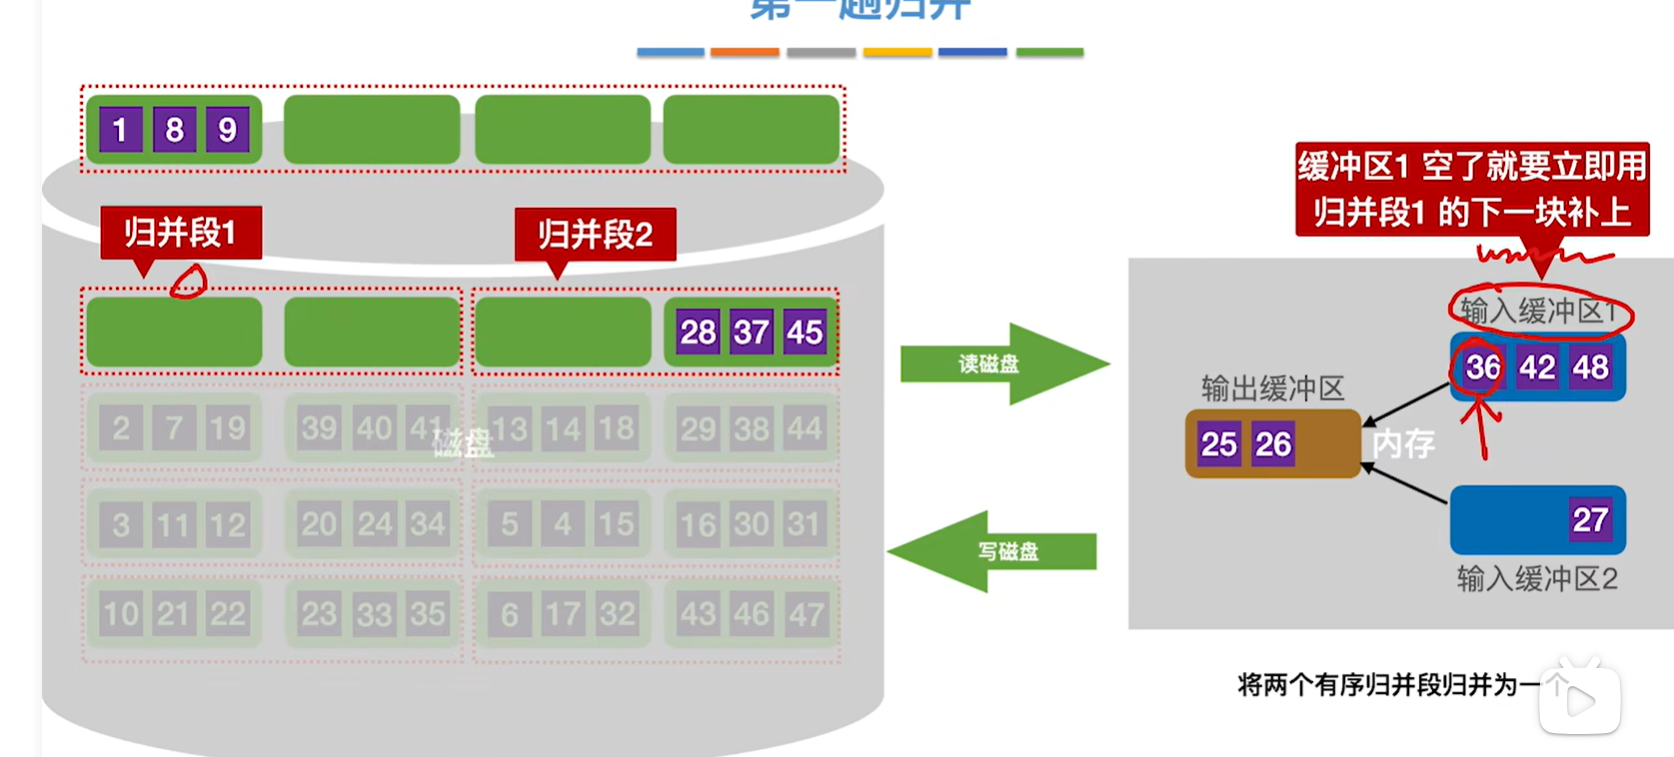 第一趟归并
1 8 9
缓冲区1 空了就要立即用
归并段1 的下一块补上
归并段1
归并段2
输入缓冲区1
28 37 45
36 42 48
读磁盘
输出缓冲区
25 26
内存
2 7 19 39 40 41 13 14 18 29 38 44
磁盘
3 11 12 20 24 34 5 4 15 16 30 31
27
写磁盘
输入缓冲区2
10 21 22 23 33 35 6 17 32 43 46 47
将两个有序归并段归并为一个